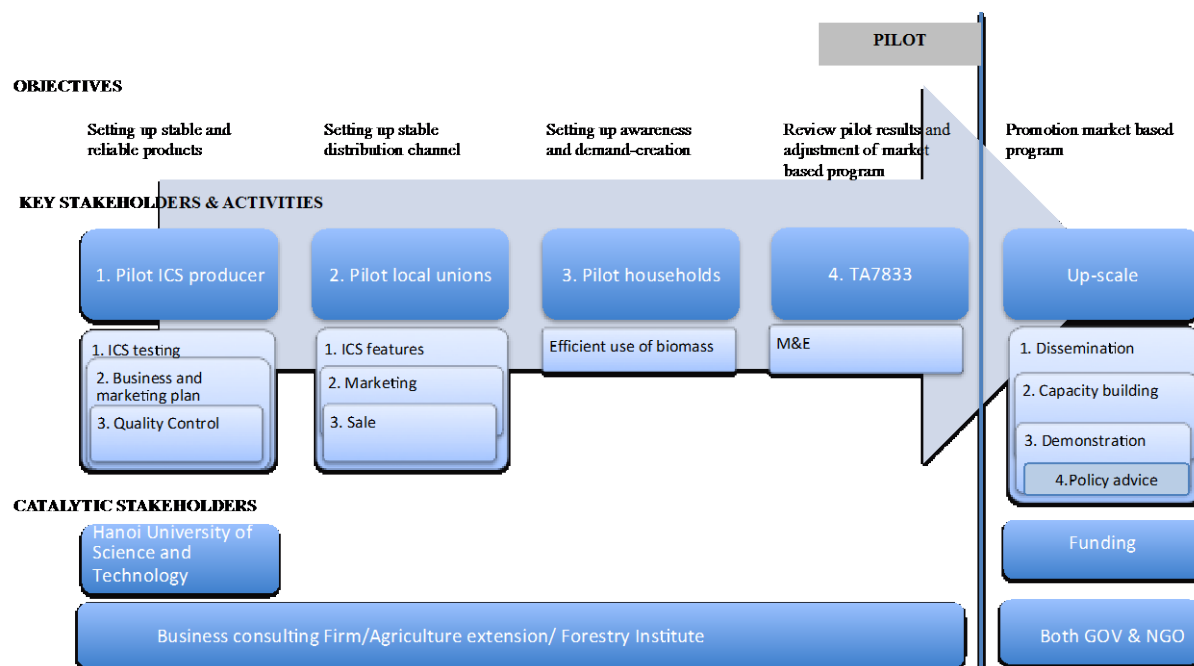 PILOT
OBJECTIVES
Setting up stable and
reliable products
Setting up stable
distribution channel
Setting up awareness
and demand-creation
Review pilot results and
adjustment of market
based program
Promotion market based
program
KEY STAKEHOLDERS & ACTIVITIES
1. Pilot ICS producer
2. Pilot local unions
3. Pilot households
4. TA7833
Up-scale
1. ICS testing
2. Business and
marketing plan
3. Quality Control
1. ICS features
2. Marketing
3. Sale
Efficient use of biomass
M&E
1. Dissemination
2. Capacity building
3. Demonstration
4.Policy advice
CATALYTIC STAKEHOLDERS
Hanoi University of
Science and
Technology
Funding
Business consulting Firm/Agriculture extension/ Forestry Institute
Both GOV & NGO